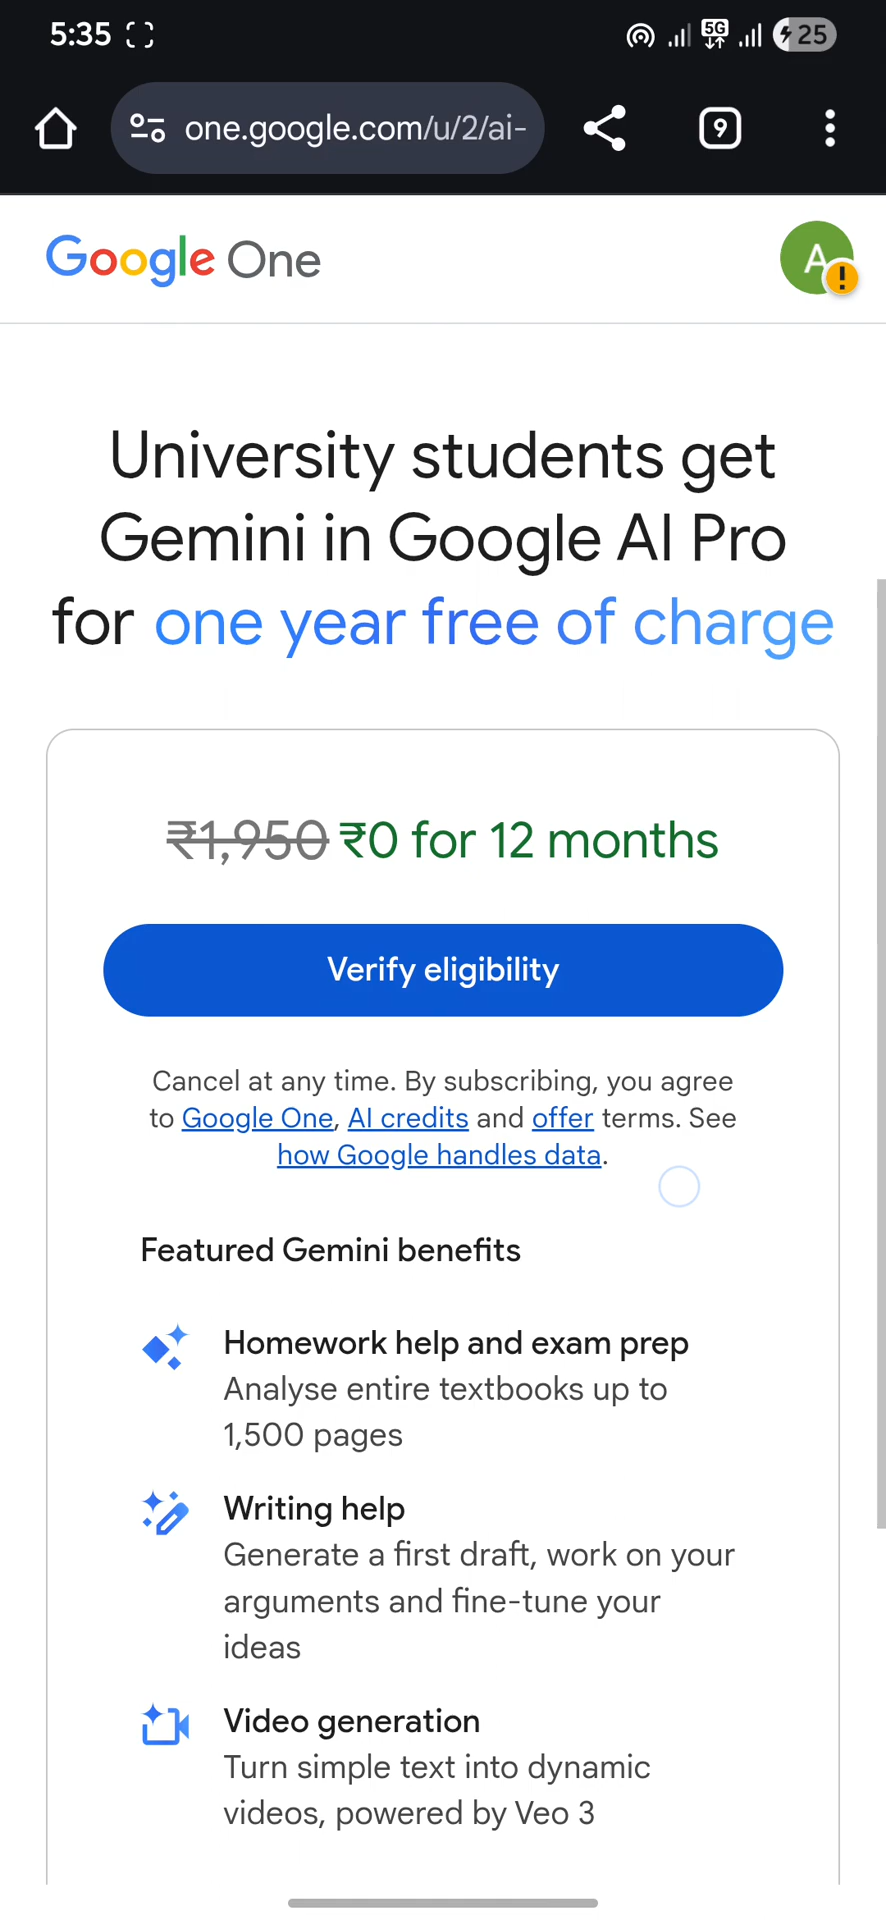 5:35
5G
25
one.google.com/u/2/ai-
9
Google One
A
!
University students get
Gemini in Google AI Pro
for one year free of charge
₹1,950 ₹0 for 12 months
Verify eligibility
Cancel at any time. By subscribing, you agree
to Google One, AI credits and offer terms. See
how Google handles data.
Featured Gemini benefits
Homework help and exam prep
Analyse entire textbooks up to
1,500 pages
Writing help
Generate a first draft, work on your
arguments and fine-tune your
ideas
Video generation
Turn simple text into dynamic
videos, powered by Veo 3